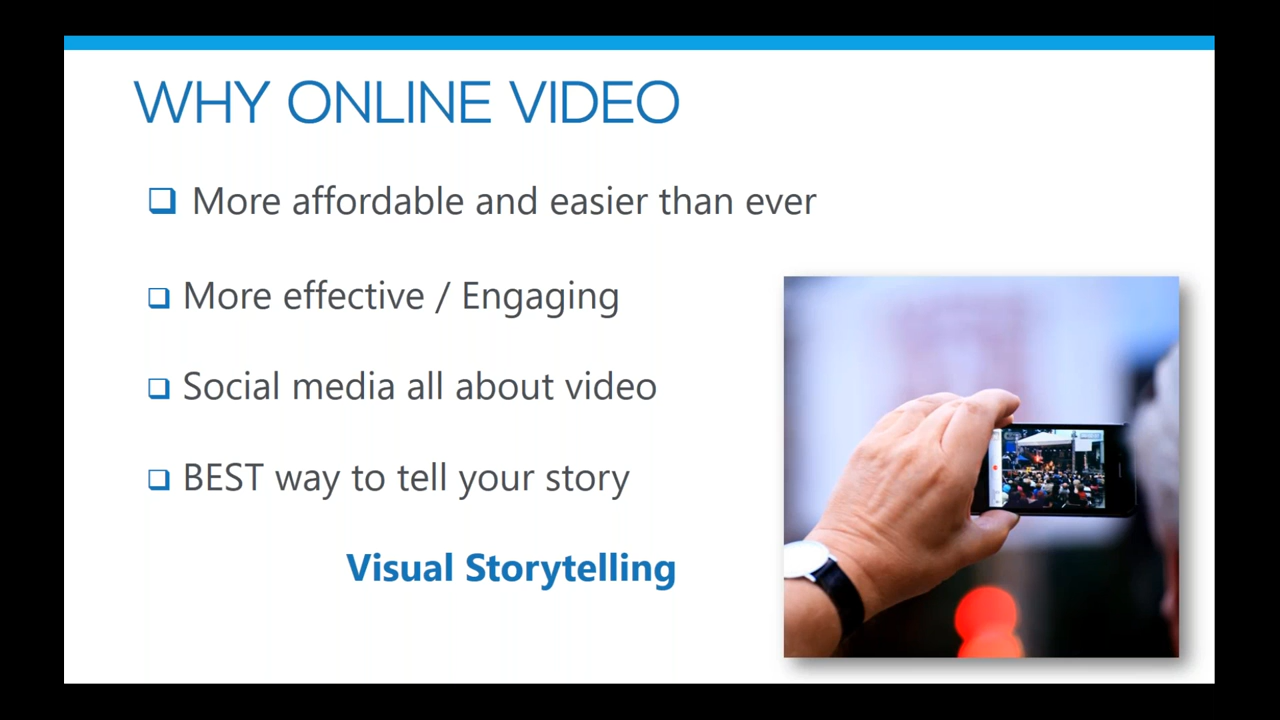 WHY ONLINE VIDEO
More affordable and easier than ever
More effective / Engaging
Social media all about video
BEST way to tell your story
Visual Storytelling